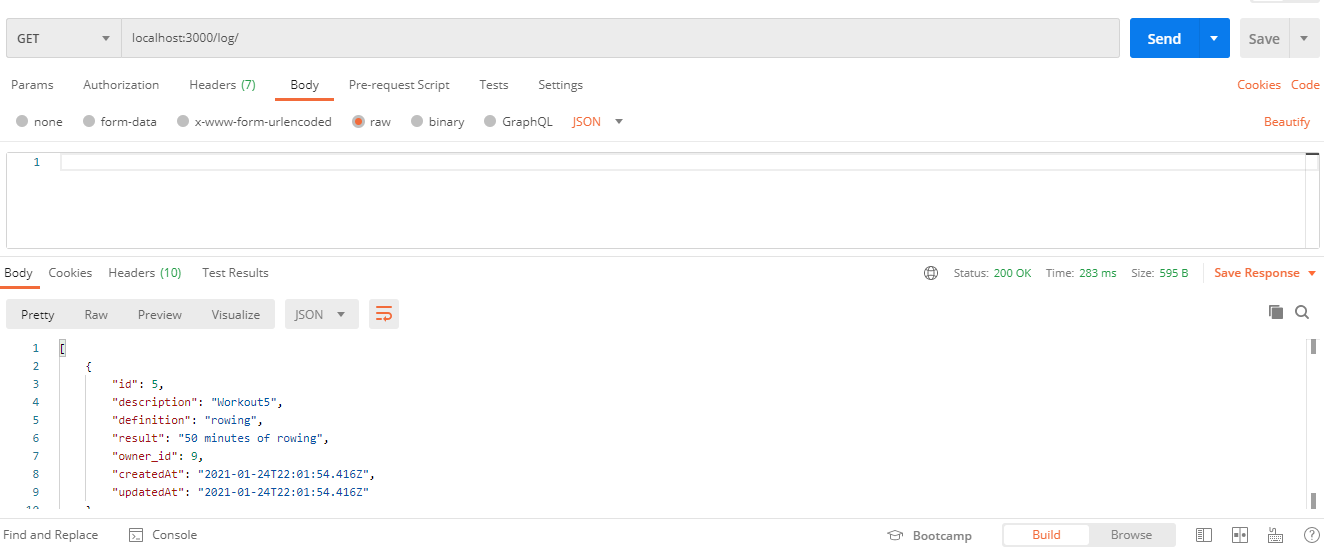 GET localhost:3000/log/ Send Save
Params Authorization Headers (7) Body Pre-request Script Tests Settings Cookies Code
none form-data x-www-form-urlencoded raw binary GraphQL JSON Beautify
1
Body Cookies Headers (10) Test Results Status: 200 OK Time: 283 ms Size: 595 B Save Response
Pretty Raw Preview Visualize JSON
1 [
2 {
3 "id": 5,
4 "description": "Workout5",
5 "definition": "rowing",
6 "result": "50 minutes of rowing",
7 "owner_id": 9,
8 "createdAt": "2021-01-24T22:01:54.416Z",
9 "updatedAt": "2021-01-24T22:01:54.416Z"
Find and Replace Console Bootcamp Build Browse